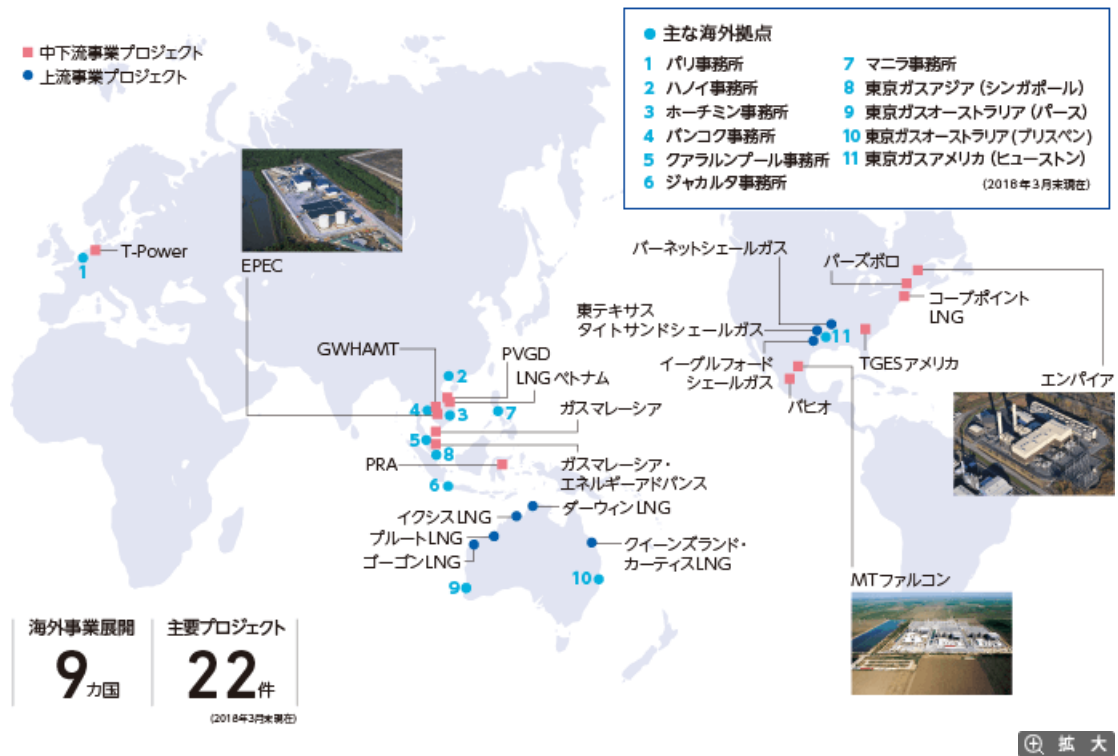 中下流事業プロジェクト
上流事業プロジェクト
主な海外拠点
1 パリ事務所
2 ハノイ事務所
3 ホーチミン事務所
4 バンコク事務所
5 クアラルンプール事務所
6 ジャカルタ事務所
7 マニラ事務所
8 東京ガスアジア（シンガポール）
9 東京ガスオーストラリア（パース）
10 東京ガスオーストラリア(ブリスベン)
11 東京ガスアメリカ（ヒューストン）
(2018年3月末現在)
T-Power
1
EPEC
GWHAMT
PVGD
LNGベトナム
2
4
3
7
ガスマレーシア
5
8
PRA
ガスマレーシア・
エネルギーアドバンス
6
ダーウィンLNG
イクシスLNG
プルートLNG
ゴーゴンLNG
クイーンズランド・
カーティスLNG
9
10
バーネットシェールガス
東テキサス
タイトサンドシェールガス
イーグルフォード
シェールガス
11
バーズボロ
コーブポイント
LNG
TGESアメリカ
バヒオ
エンパイア
MTファルコン
海外事業展開
9カ国
主要プロジェクト
22件
(2018年3月末現在)
拡大